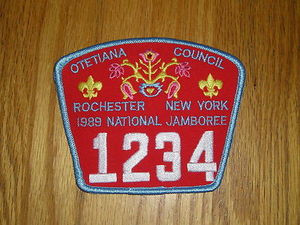 OTETIANA COUNCIL
ROCHESTER NEW YORK
1989 NATIONAL JAMBOREE
1234